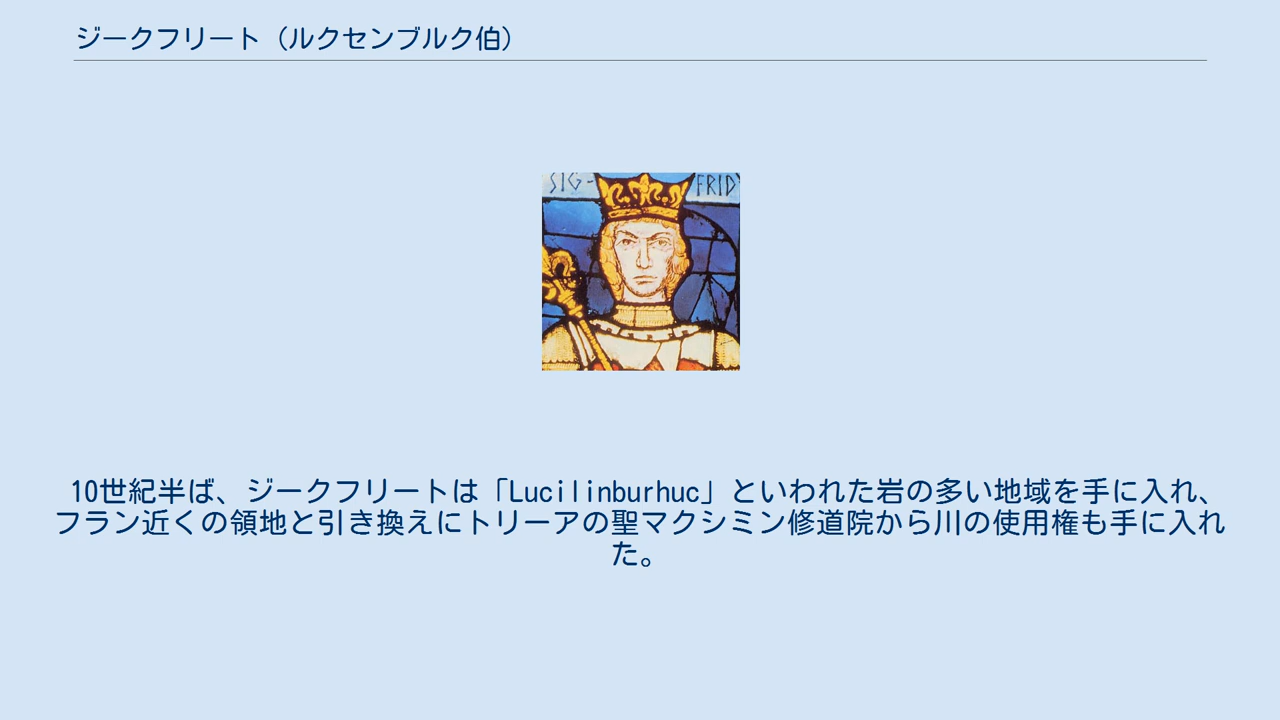 ジークフリート（ルクセンブルク伯）
SIG-FRID
10世紀半ば、ジークフリートは「Lucilinburhuc」といわれた岩の多い地域を手に入れ、
フラン近くの領地と引き換えにトリーアの聖マクシミン修道院から川の使用権も手に入れ
た。